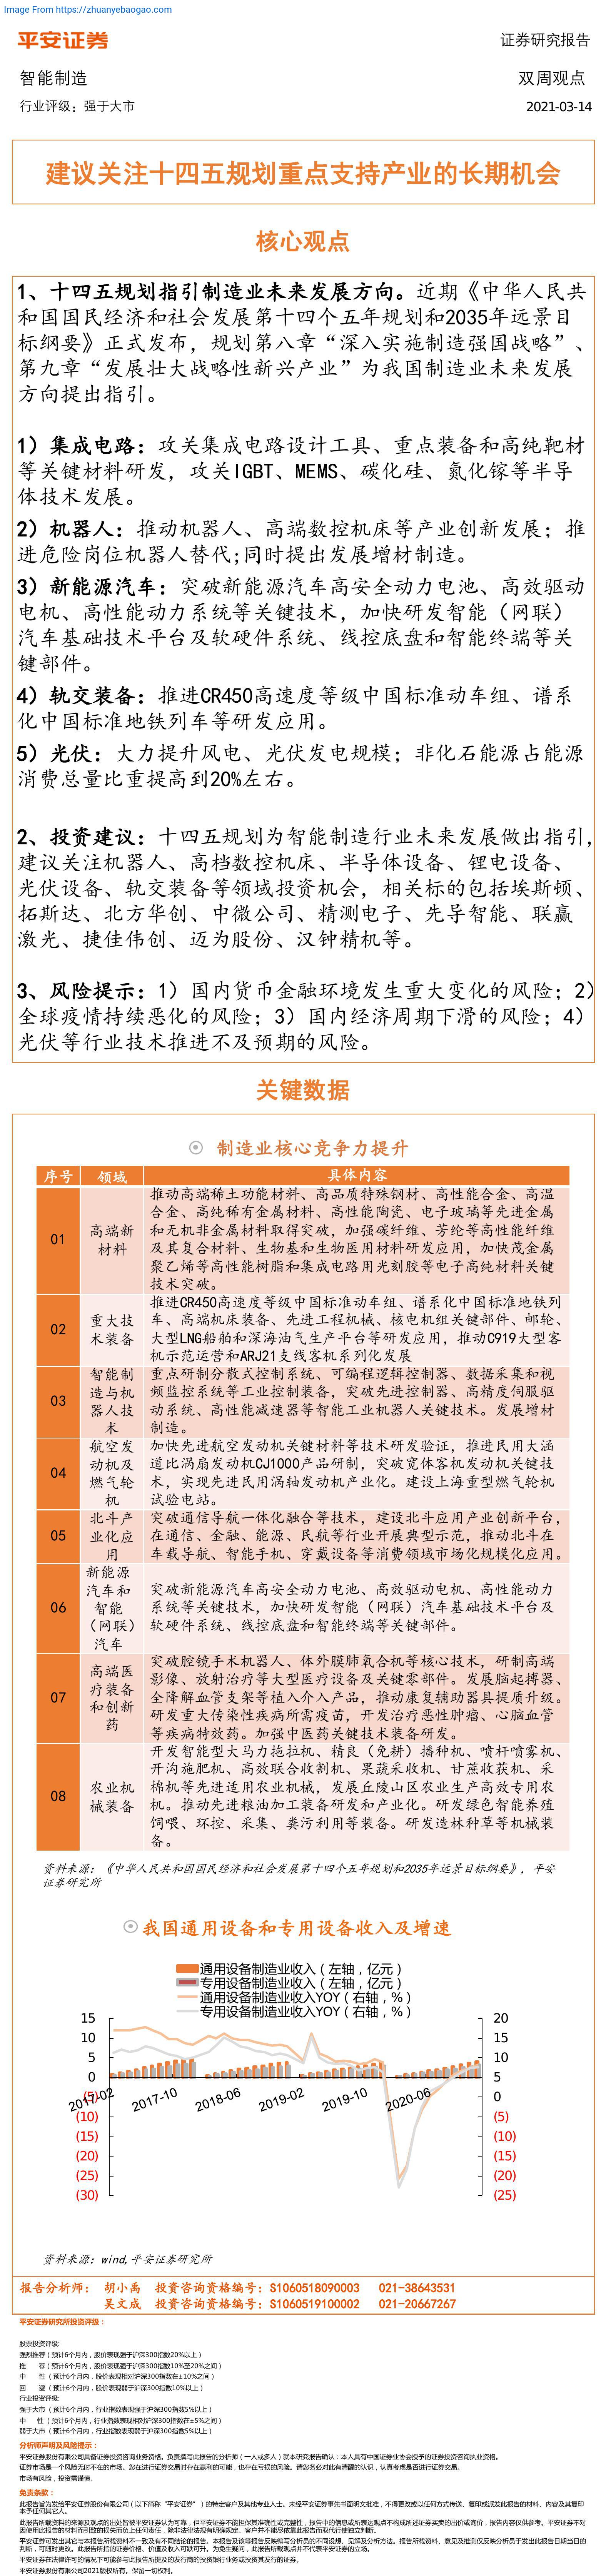 Image From https://zhuanyebaogao.com
平安证券
证券研究报告
智能制造
双周观点
行业评级：强于大市
2021-03-14
建议关注十四五规划重点支持产业的长期机会
核心观点
1、十四五规划指引制造业未来发展方向。近期《中华人民共
和国国民经济和社会发展第十四个五年规划和2035年远景目
标纲要》正式发布，规划第八章“深入实施制造强国战略”、
第九章“发展壮大战略性新兴产业”为我国制造业未来发展
方向提出指引。
1）集成电路：攻关集成电路设计工具、重点装备和高纯靶材
等关键材料研发，攻关IGBT、MEMS、碳化硅、氮化镓等半导
体技术发展。
2）机器人：推动机器人、高端数控机床等产业创新发展；推
进危险岗位机器人替代;同时提出发展增材制造。
3）新能源汽车：突破新能源汽车高安全动力电池、高效驱动
电机、高性能动力系统等关键技术，加快研发智能（网联）
汽车基础技术平台及软硬件系统、线控底盘和智能终端等关
键部件。
4）轨交装备：推进CR450高速度等级中国标准动车组、谱系
化中国标准地铁列车等研发应用。
5）光伏：大力提升风电、光伏发电规模；非化石能源占能源
消费总量比重提高到20%左右。
2、投资建议：十四五规划为智能制造行业未来发展做出指引，
建议关注机器人、高档数控机床、半导体设备、锂电设备、
光伏设备、轨交装备等领域投资机会，相关标的包括埃斯顿、
拓斯达、北方华创、中微公司、精测电子、先导智能、联赢
激光、捷佳伟创、迈为股份、汉钟精机等。
3、风险提示：1）国内货币金融环境发生重大变化的风险；2）
全球疫情持续恶化的风险；3）国内经济周期下滑的风险；4）
光伏等行业技术推进不及预期的风险。
关键数据
制造业核心竞争力提升
序号 领域 具体内容
01
高端新
材料
推动高端稀土功能材料、高品质特殊钢材、高性能合金、高温
合金、高纯稀有金属材料、高性能陶瓷、电子玻璃等先进金属
和无机非金属材料取得突破，加强碳纤维、芳纶等高性能纤维
及其复合材料、生物基和生物医用材料研发应用，加快茂金属
聚乙烯等高性能树脂和集成电路用光刻胶等电子高纯材料关键
技术突破。
02
重大技
术装备
推进CR450高速度等级中国标准动车组、谱系化中国标准地铁列
车、高端机床装备、先进工程机械、核电机组关键部件、邮轮、
大型LNG船舶和深海油气生产平台等研发应用，推动C919大型客
机示范运营和ARJ21支线客机系列化发展
03
智能制
造与机
器人技
术
重点研制分散式控制系统、可编程逻辑控制器、数据采集和视
频监控系统等工业控制装备，突破先进控制器、高精度伺服驱
动系统、高性能减速器等智能工业机器人关键技术。发展增材
制造。
04
航空发
动机及
燃气轮
机
加快先进航空发动机关键材料等技术研发验证，推进民用大涵
道比涡扇发动机CJ1000产品研制，突破宽体客机发动机关键技
术，实现先进民用涡轴发动机产业化。建设上海重型燃气轮机
试验电站。
05
北斗产
业化应
用
突破通信导航一体化融合等技术，建设北斗应用产业创新平台，
在通信、金融、能源、民航等行业开展典型示范，推动北斗在
车载导航、智能手机、穿戴设备等消费领域市场化规模化应用。
06
新能源
汽车和
智能
（网联）
汽车
突破新能源汽车高安全动力电池、高效驱动电机、高性能动力
系统等关键技术，加快研发智能（网联）汽车基础技术平台及
软硬件系统、线控底盘和智能终端等关键部件。
07
高端医
疗装备
和创新
药
突破腔镜手术机器人、体外膜肺氧合机等核心技术，研制高端
影像、放射治疗等大型医疗设备及关键零部件。发展脑起搏器、
全降解血管支架等植入介入产品，推动康复辅助器具提质升级。
研发重大传染性疾病所需疫苗，开发治疗恶性肿瘤、心脑血管
等疾病特效药。加强中医药关键技术装备研发。
08
农业机
械装备
开发智能型大马力拖拉机、精良（免耕）播种机、喷杆喷雾机、
开沟施肥机、高效联合收割机、果蔬采收机、甘蔗收获机、采
棉机等先进适用农业机械，发展丘陵山区农业生产高效专用农
机。推动先进粮油加工装备研发和产业化。研发绿色智能养殖
饲喂、环控、采集、粪污利用等装备。研发造林种草等机械装
备。
资料来源：《中华人民共和国国民经济和社会发展第十四个五年规划和2035年远景目标纲要》，平安
证券研究所
我国通用设备和专用设备收入及增速
通用设备制造业收入（左轴，亿元）
专用设备制造业收入（左轴，亿元）
通用设备制造业收入YOY（右轴，%）
专用设备制造业收入YOY（右轴，%）
15
10
5
0
(5)
(10)
(15)
(20)
(25)
(30)
20
15
10
5
0
(5)
(10)
(15)
(20)
(25)
2017-02 2017-10 2018-06 2019-02 2019-10 2020-06
资料来源：wind,平安证券研究所
报告分析师： 胡小禹 投资咨询资格编号：S1060518090003 021-38643531
吴文成 投资咨询资格编号：S1060519100002 021-20667267
平安证券研究所投资评级：
股票投资评级:
强烈推荐（预计6个月内，股价表现强于沪深300指数20%以上）
推 荐（预计6个月内，股价表现强于沪深300指数10%至20%之间）
中 性（预计6个月内，股价表现相对沪深300指数在±10%之间）
回 避（预计6个月内，股价表现弱于沪深300指数10%以上）
行业投资评级:
强于大市（预计6个月内，行业指数表现强于沪深300指数5%以上）
中 性（预计6个月内，行业指数表现相对沪深300指数在±5%之间）
弱于大市（预计6个月内，行业指数表现弱于沪深300指数5%以上）
分析师声明及风险提示：
平安证券股份有限公司具备证券投资咨询业务资格。负责撰写此报告的分析师（一人或多人）就本研究报告确认：本人具有中国证券业协会授予的证券投资咨询执业资格。
证券市场是一个风险无时不在的市场。您在进行证券交易时存在赢利的可能，也存在亏损的风险。请您务必对此有清醒的认识，认真考虑是否进行证券交易。
市场有风险，投资需谨慎。
免责条款：
此报告旨为发给平安证券股份有限公司（以下简称“平安证券”）的特定客户及其他专业人士。未经平安证券事先书面明文批准，不得更改或以任何方式传送、复印或派发此报告的材料、内容及其复印
本予任何其它人。
此报告所载资料的来源及观点的出处皆被平安证券认为可靠，但平安证券不能担保其准确性或完整性，报告中的信息或所表达观点不构成所述证券买卖的出价或询价，报告内容仅供参考。平安证券不对
因使用此报告的材料而引致的损失而负上任何责任，除非法律法规有明确规定。客户并不能尽依靠此报告而取代行使独立判断。
平安证券可发出其它与本报告所载资料不一致及有不同结论的报告。本报告及该等报告反映编写分析员的不同设想、见解及分析方法。报告所载资料、意见及推测仅反映分析员于发出此报告日期当日的
判断，可随时更改。此报告所指的证券价格、价值及收入可跌可升。为免生疑问，此报告所载观点并不代表平安证券的立场。
平安证券在法律许可的情况下可能参与此报告所提及的发行商的投资银行业务或投资其发行的证券。
平安证券股份有限公司2021版权所有。保留一切权利。